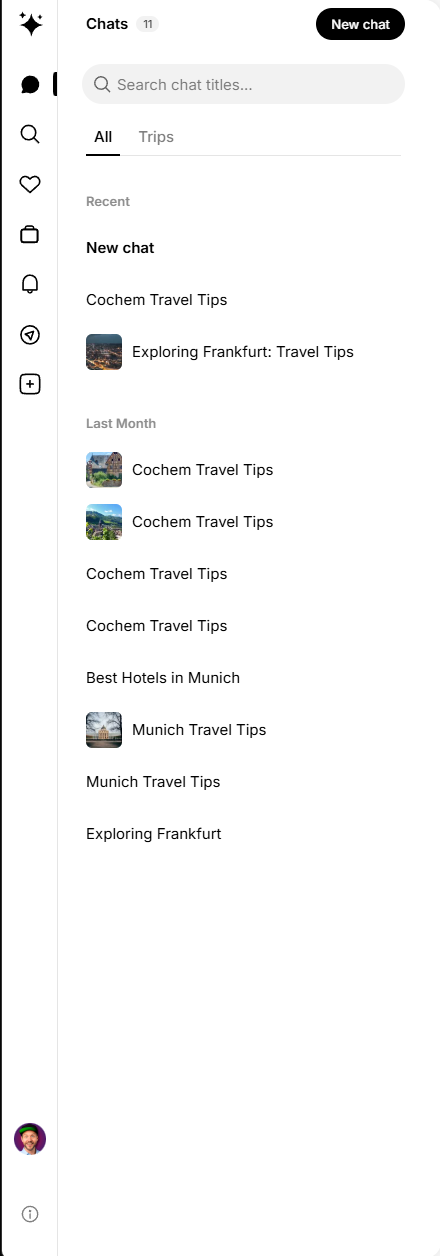 Chats 11
New chat
Search chat titles...
All Trips
Recent
New chat
Cochem Travel Tips
Exploring Frankfurt: Travel Tips
Last Month
Cochem Travel Tips
Cochem Travel Tips
Cochem Travel Tips
Cochem Travel Tips
Best Hotels in Munich
Munich Travel Tips
Munich Travel Tips
Exploring Frankfurt